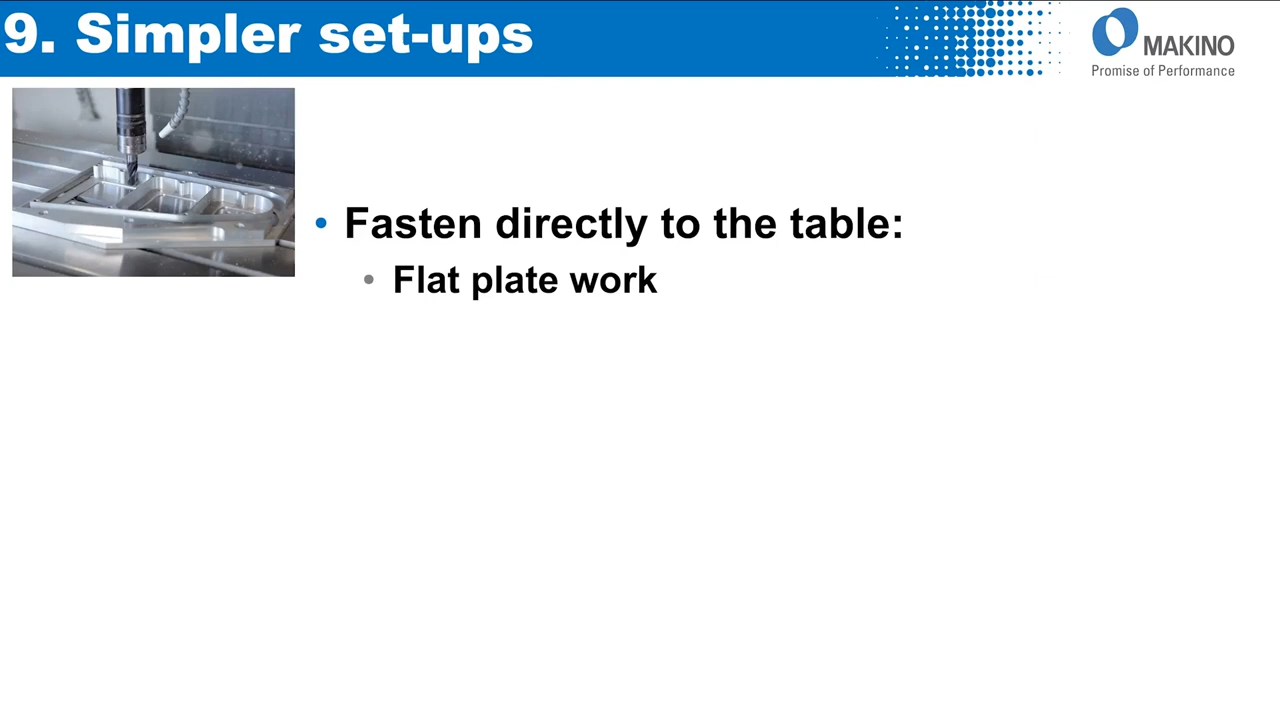 9. Simpler set-ups
MAKINO
Promise of Performance
• Fasten directly to the table:
• Flat plate work